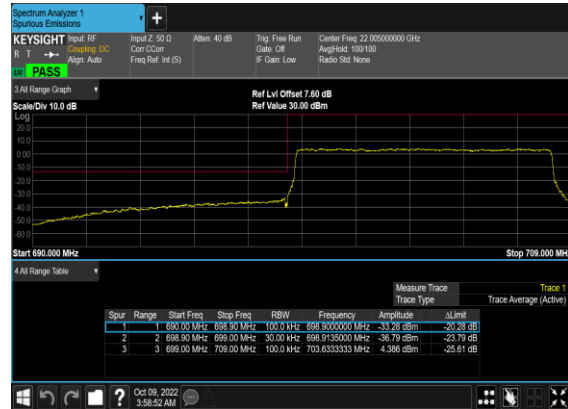 Spectrum Analyzer 1
Spurious Emissions
+
KEYSIGHT Input: RF Input Z: 50 Ω Atten: 40 dB Trig: Free Run Center Freq: 22.005000000 GHz
R T Coupling: DC Corr CCorr Gate: Off Avg|Hold: 100/100
Align: Auto Freq Ref: Int (S) IF Gain: Low Radio Std: None
PASS
3 All Range Graph
Ref Lvl Offset 7.60 dB
Scale/Div 10.0 dB Ref Value 30.00 dBm
Log
20.0
10.0
0.00
-10.0
-20.0
-30.0
-40.0
-50.0
-60.0
Start 690.000 MHz Stop 709.000 MH
4 All Range Table
Measure Trace Trace 1
Trace Type Trace Average (Active)
Spur Range Start Freq Stop Freq RBW Frequency Amplitude ΔLimit
1 1 690.00 MHz 698.90 MHz 100.0 kHz 698.9000000 MHz -33.28 dBm -20.28 dB
2 2 698.90 MHz 699.00 MHz 30.00 kHz 698.9135000 MHz -36.79 dBm -23.79 dB
3 3 699.00 MHz 709.00 MHz 100.0 kHz 703.6333333 MHz 4.386 dBm -25.61 dB
? Oct 09, 2022
3:58:52 AM